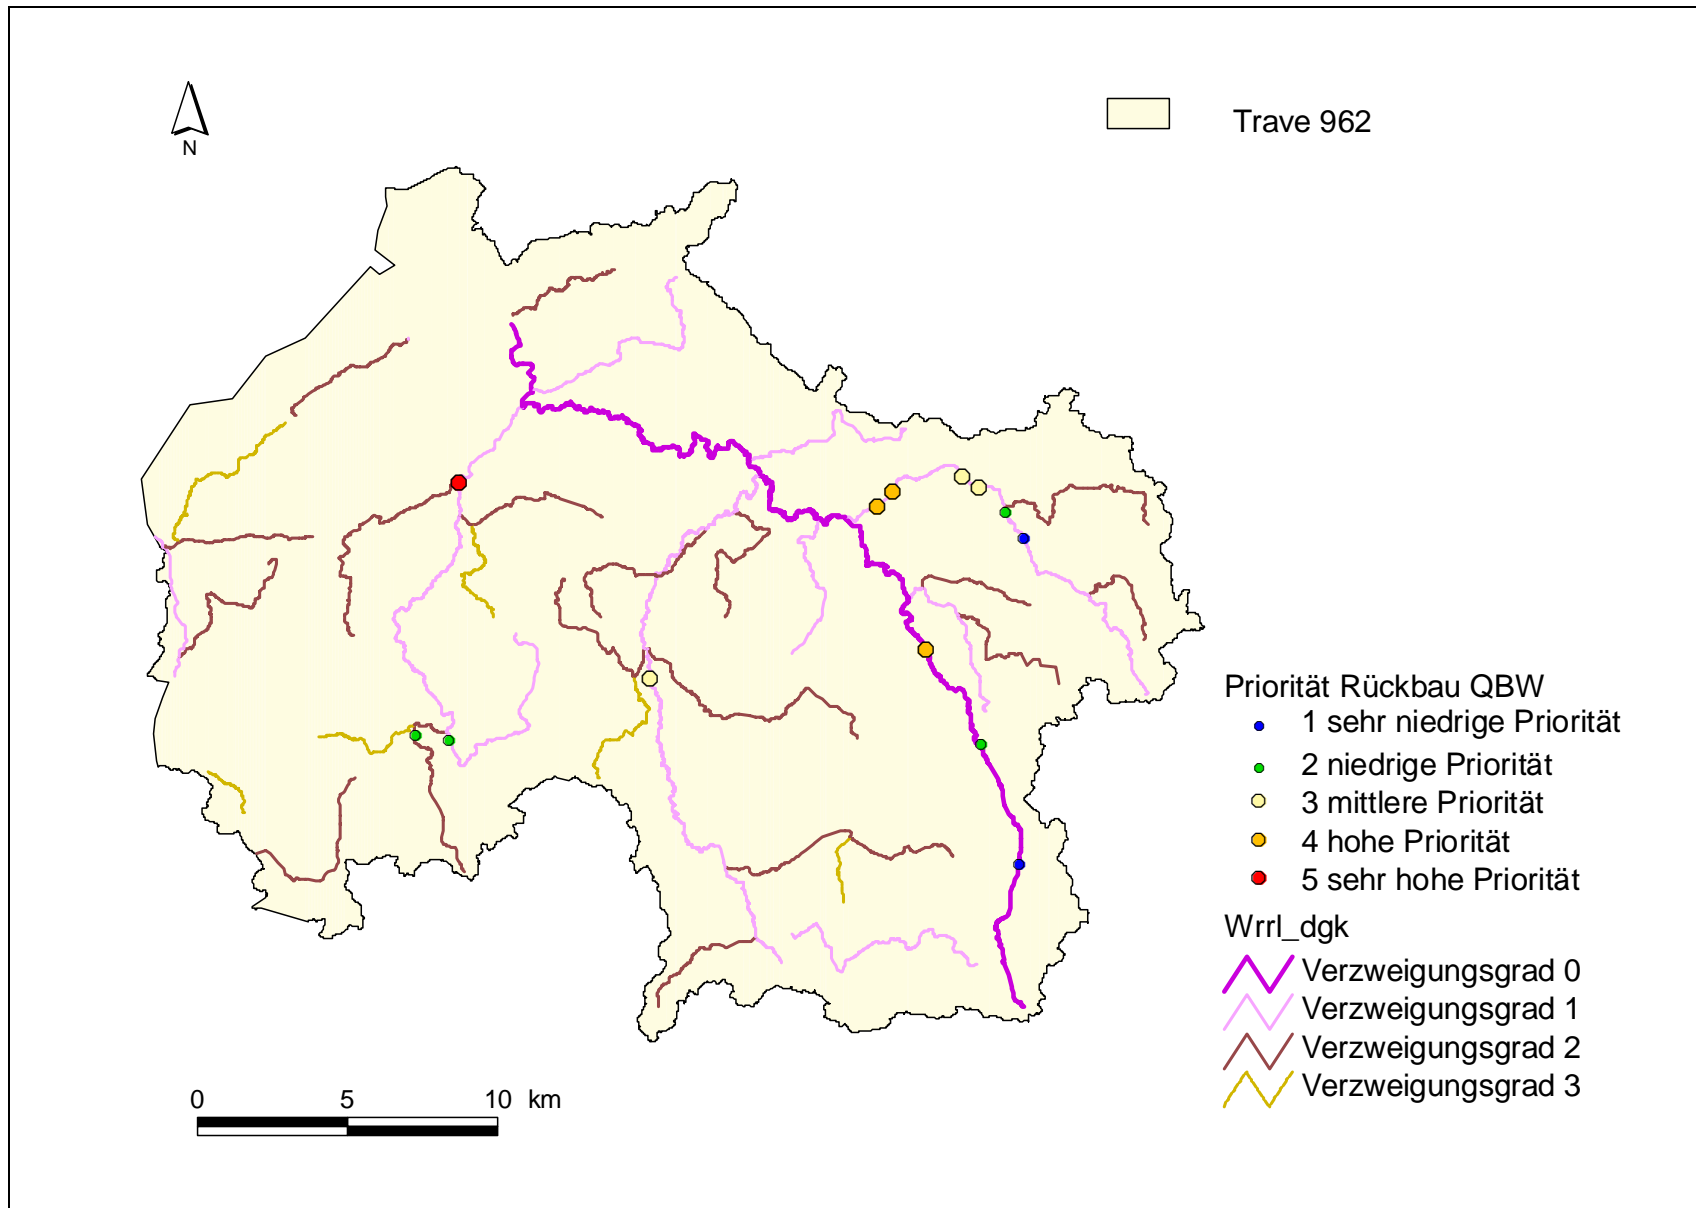 N
Trave 962
Priorität Rückbau QBW
1 sehr niedrige Priorität
2 niedrige Priorität
3 mittlere Priorität
4 hohe Priorität
5 sehr hohe Priorität
Wrrl_dgk
Verzweigungsgrad 0
Verzweigungsgrad 1
Verzweigungsgrad 2
Verzweigungsgrad 3
0 5 10 km